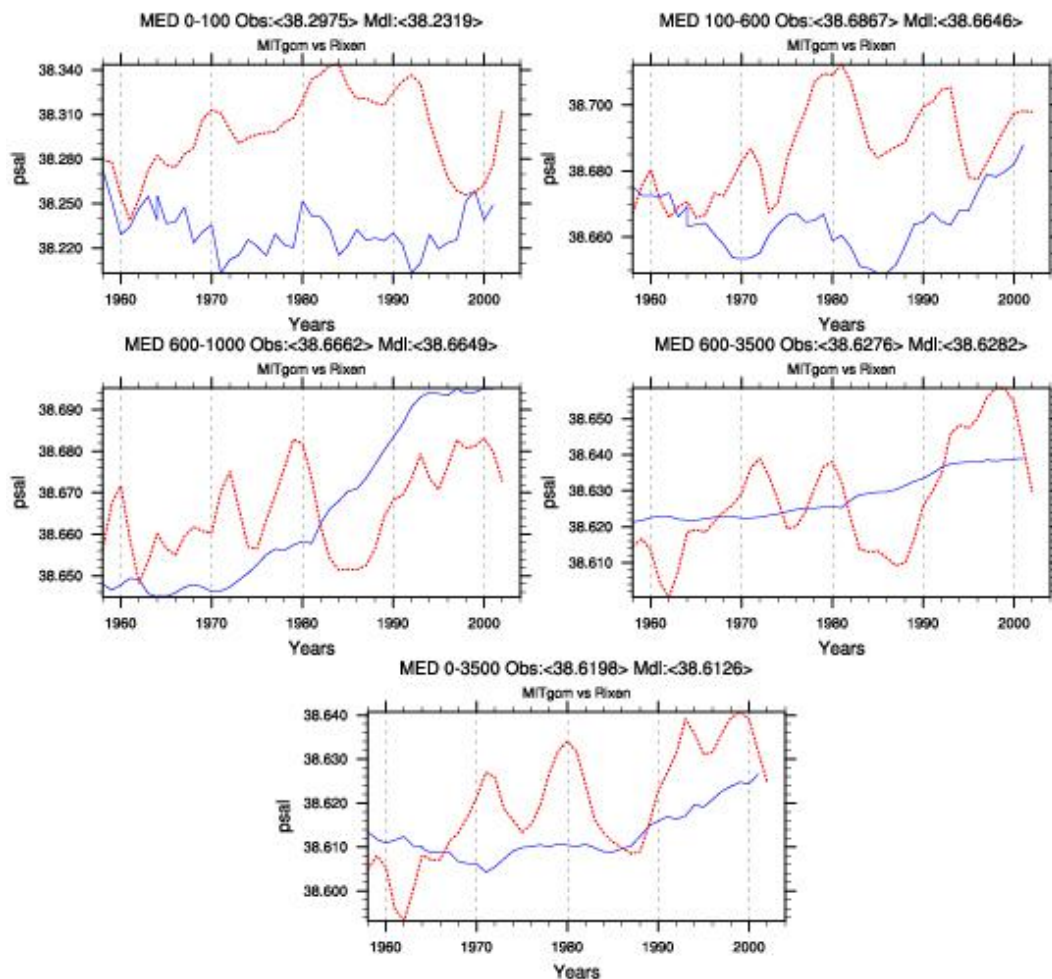 MED 0-100 Obs:<38.2975> Mdl:<38.2319>
MITgcm vs Rixen
38.340
38.310
38.280
38.250
38.220
psal
1960 1970 1980 1990 2000
Years
MED 100-600 Obs:<38.6867> Mdl:<38.6646>
MITgcm vs Rixen
38.700
38.680
38.660
psal
1960 1970 1980 1990 2000
Years
MED 600-1000 Obs:<38.6662> Mdl:<38.6649>
MITgcm vs Rixen
38.690
38.680
38.670
38.660
38.650
psal
1960 1970 1980 1990 2000
Years
MED 600-3500 Obs:<38.6276> Mdl:<38.6282>
MITgcm vs Rixen
38.650
38.640
38.630
38.620
38.610
psal
1960 1970 1980 1990 2000
Years
MED 0-3500 Obs:<38.6198> Mdl:<38.6126>
MITgcm vs Rixen
38.640
38.630
38.620
38.610
38.600
psal
1960 1970 1980 1990 2000
Years